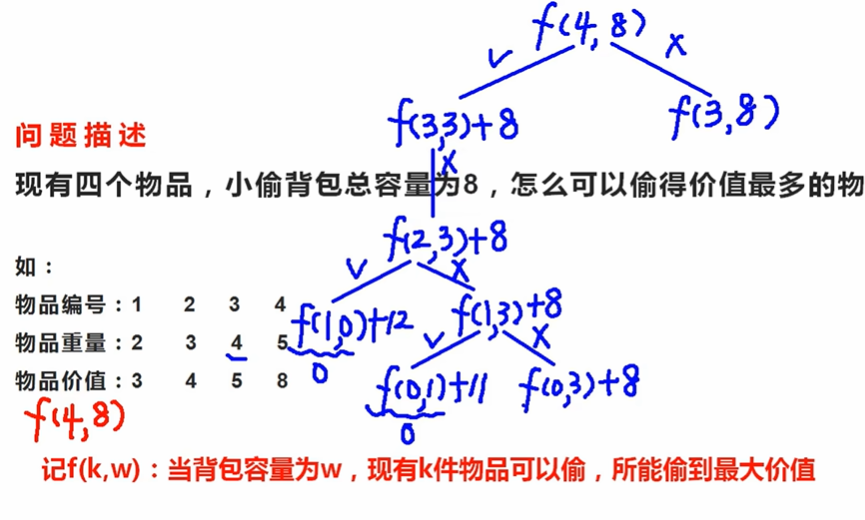 f(4,8)
√ ×
f(3,3)+8 f(3,8)
问题描述
×
现有四个物品，小偷背包总容量为8，怎么可以偷得价值最多的物
f(2,3)+8
如：
√ ×
物品编号：1 2 3 4
f(1,0)+12 f(1,3)+8
物品重量：2 3 4 5
0 √ ×
物品价值：3 4 5 8
f(0,1)+11 f(0,3)+8
f(4,8)
0
记f(k,w)：当背包容量为w，现有k件物品可以偷，所能偷到最大价值